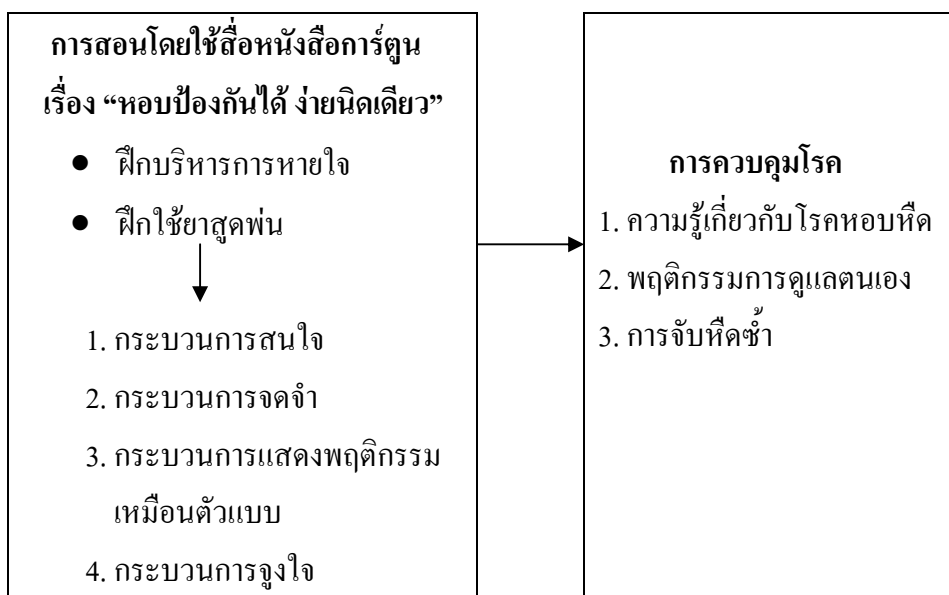 การสอนโดยใช้สื่อหนังสือการ์ตูน
เรื่อง “หอบป้องกันได้ ง่ายนิดเดียว”
● ฝึกบริหารการหายใจ
● ฝึกใช้ยาสูดพ่น
1. กระบวนการสนใจ
2. กระบวนการจดจำ
3. กระบวนการแสดงพฤติกรรม
เหมือนตัวแบบ
4. กระบวนการจูงใจ
การควบคุมโรค
1. ความรู้เกี่ยวกับโรคหอบหืด
2. พฤติกรรมการดูแลตนเอง
3. การจับหืดซ้ำ